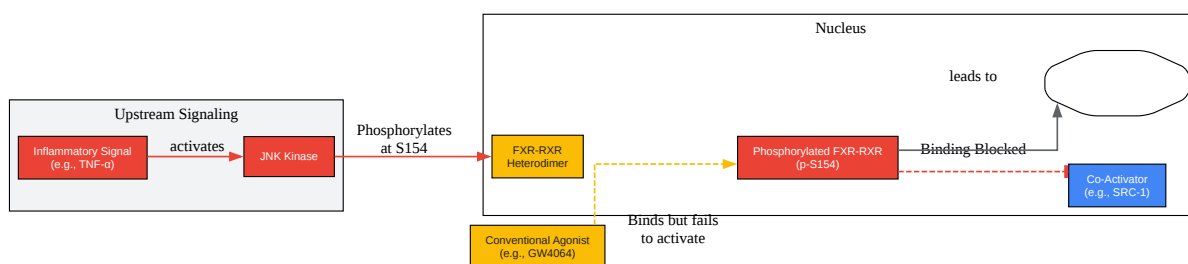 Nucleus
leads to
Upstream Signaling
Inflammatory Signal
(e.g., TNF-α)
activates
JNK Kinase
Phosphorylates
at S154
FXR-RXR
Heterodimer
Phosphorylated FXR-RXR
(p-S154)
Binding Blocked
Co-Activator
(e.g., SRC-1)
Conventional Agonist
(e.g., GW4064)
Binds but fails
to activate